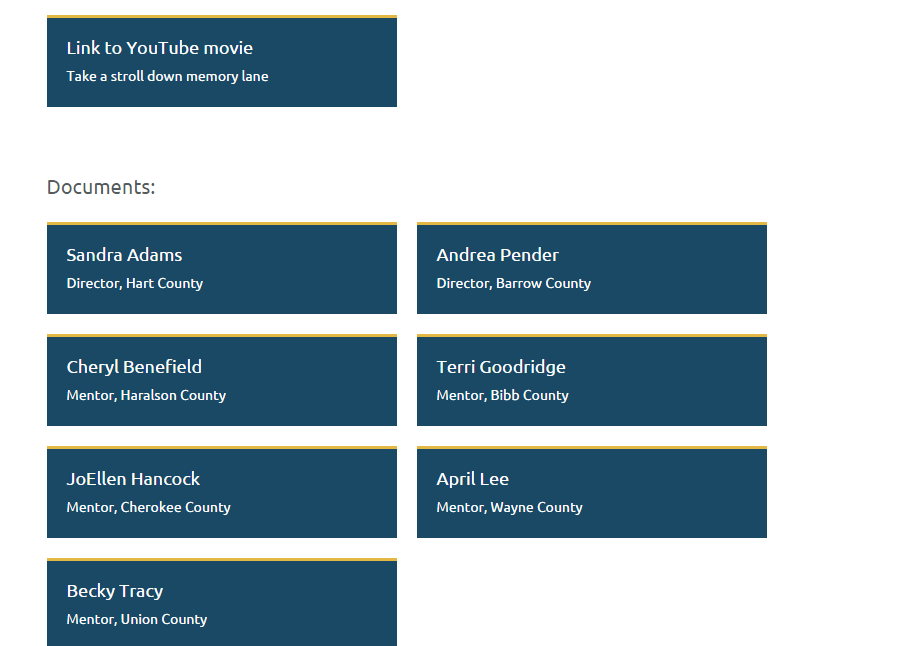 Link to YouTube movie
Take a stroll down memory lane
Documents:
Sandra Adams
Director, Hart County
Andrea Pender
Director, Barrow County
Cheryl Benefield
Mentor, Haralson County
Terri Goodridge
Mentor, Bibb County
JoEllen Hancock
Mentor, Cherokee County
April Lee
Mentor, Wayne County
Becky Tracy
Mentor, Union County